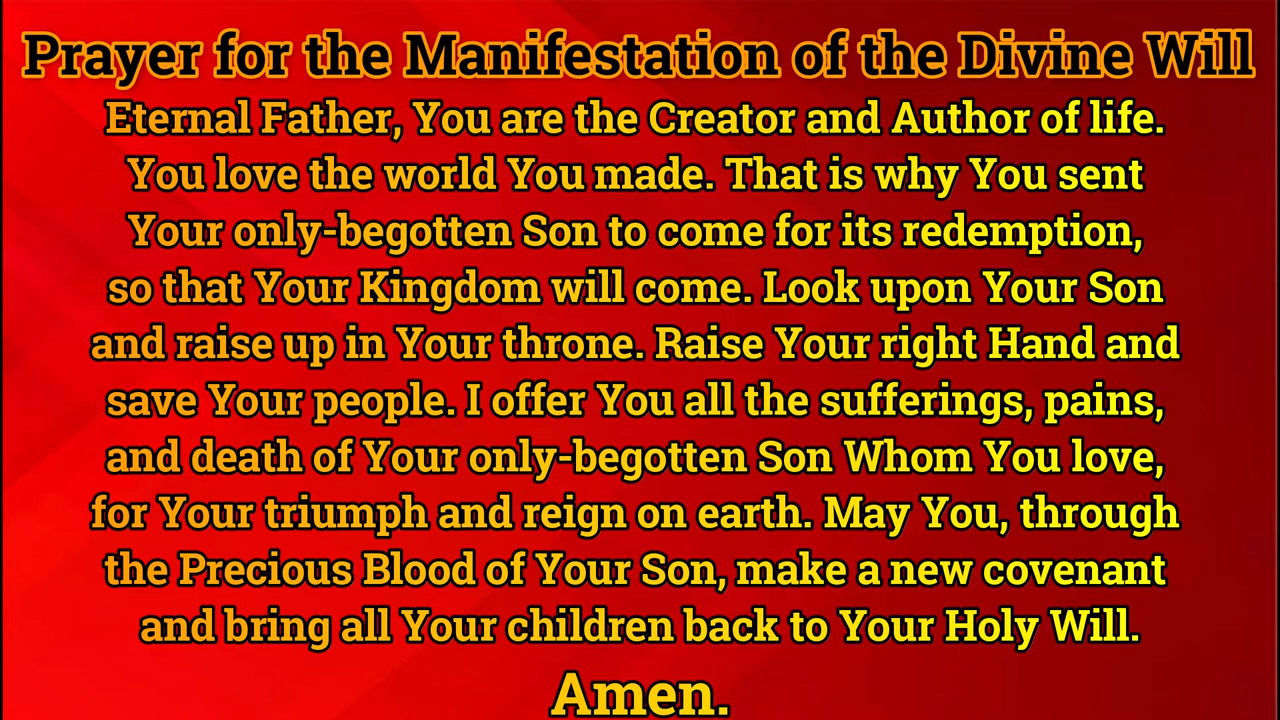 Prayer for the Manifestation of the Divine Will
Eternal Father, You are the Creator and Author of life.
You love the world You made. That is why You sent
Your only-begotten Son to come for its redemption,
so that Your Kingdom will come. Look upon Your Son
and raise up in Your throne. Raise Your right Hand and
save Your people. I offer You all the sufferings, pains,
and death of Your only-begotten Son Whom You love,
for Your triumph and reign on earth. May You, through
the Precious Blood of Your Son, make a new covenant
and bring all Your children back to Your Holy Will.
Amen.